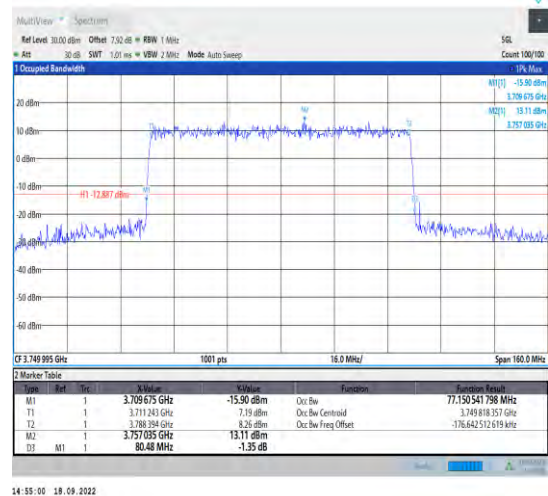 MultiView Spectrum
Ref Level 30.00 dBm Offset 7.92 dB RBW 1 MHz SGL
Att 30 dB SWT 1.01 ms VBW 2 MHz Mode Auto Sweep Count 100/100
1 Occupied Bandwidth 1Pk Max
M1[1] -15.90 dBm
3.709 675 GHz
M2[1] 13.11 dBm
3.757 035 GHz
20 dBm
M2
T2
10 dBm
0 dBm
-10 dBm
M1
H1 -12.887 dBm
-20 dBm
D3
-30 dBm
-40 dBm
-50 dBm
-60 dBm
CF 3.749 995 GHz 1001 pts 16.0 MHz/ Span 160.0 MHz
2 Marker Table
Type Ref Trc X-Value Y-Value Function Function Result
M1 1 3.709 675 GHz -15.90 dBm Occ Bw 77.150 541 798 MHz
T1 1 3.711 243 GHz 7.19 dBm Occ Bw Centroid 3.749 818 357 GHz
T2 1 3.788 394 GHz 8.26 dBm Occ Bw Freq Offset -176.642 512 619 kHz
M2 1 3.757 035 GHz 13.11 dBm
D3 M1 1 80.48 MHz -1.35 dB
14:55:00 18.09.2022